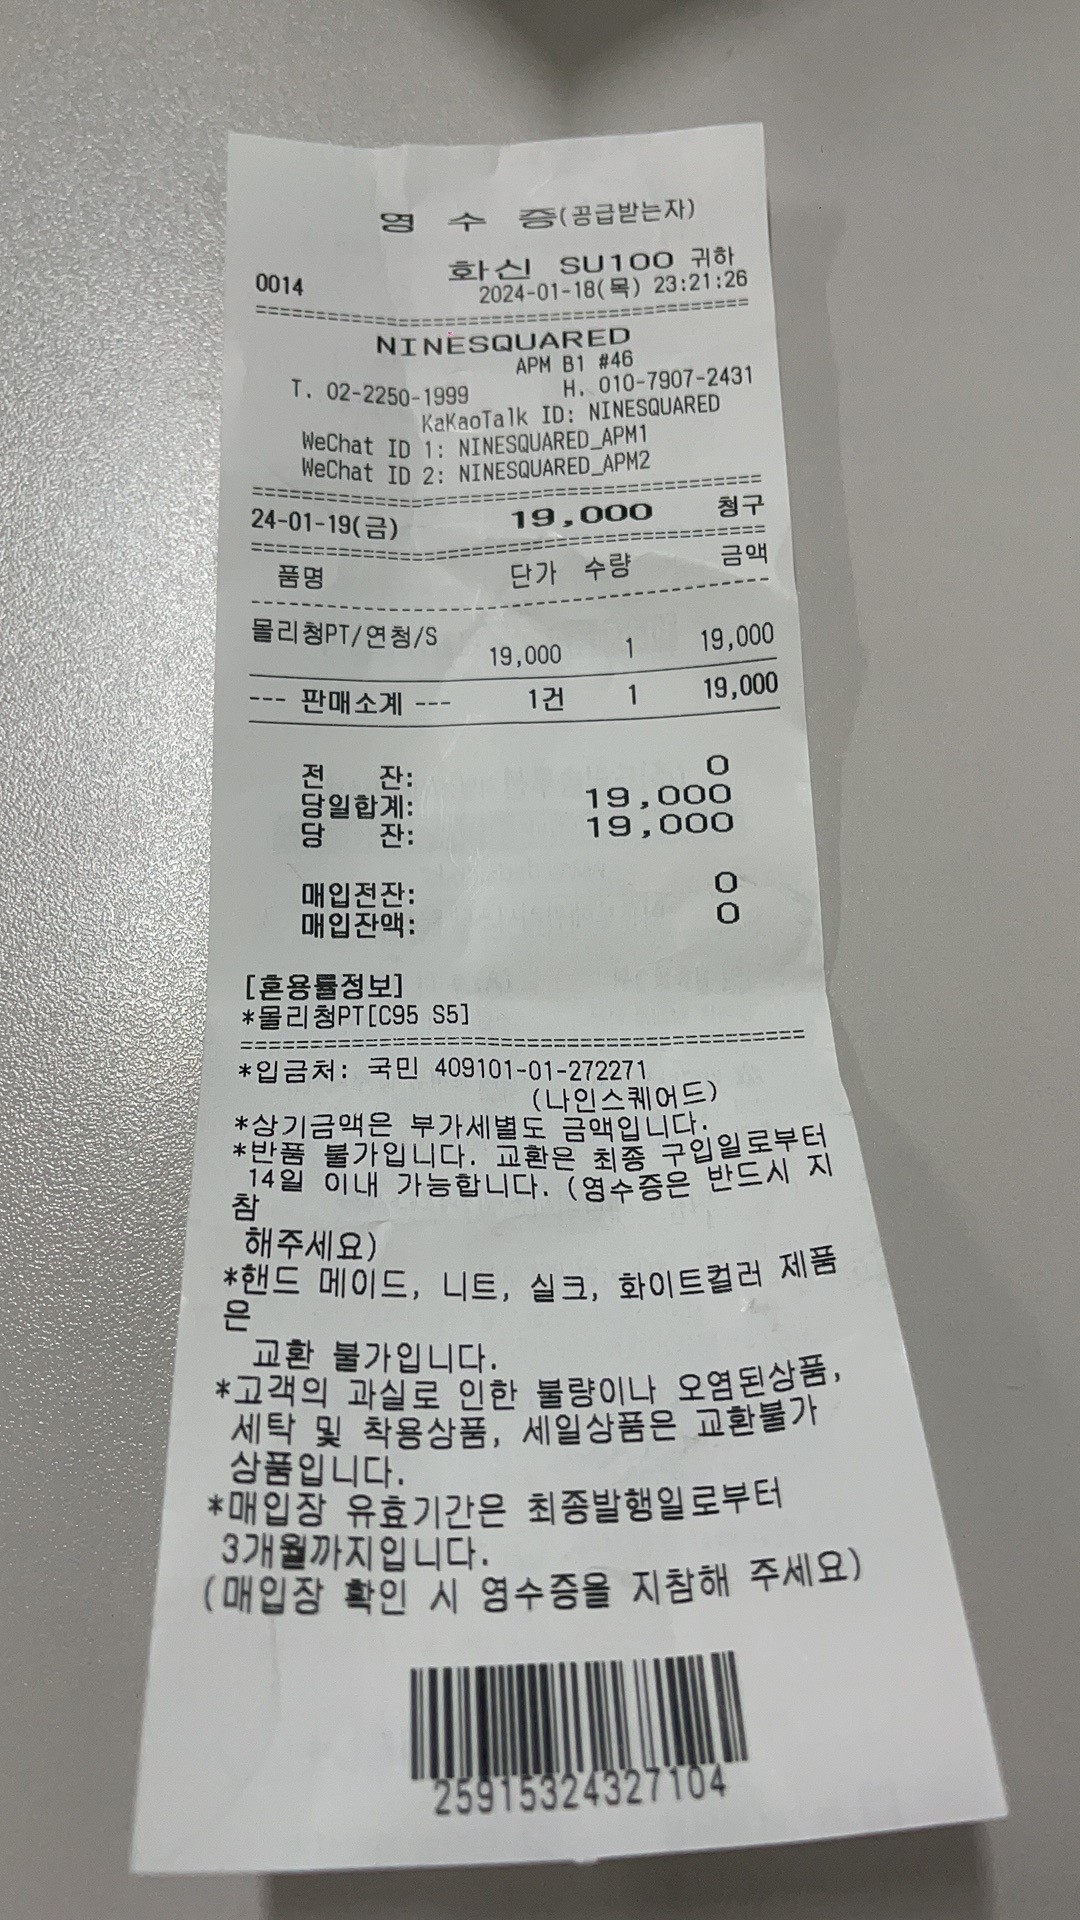 영 수 증(공급받는자)
화신 SU100 귀하
0014 2024-01-18(목) 23:21:26
========================================
NINESQUARED
APM B1 #46
T. 02-2250-1999 H. 010-7907-2431
KaKaoTalk ID: NINESQUARED
WeChat ID 1: NINESQUARED_APM1
WeChat ID 2: NINESQUARED_APM2
========================================
24-01-19(금) 19,000 청구
========================================
품명 단가 수량 금액
----------------------------------------
몰리청PT/연청/S
19,000 1 19,000
--- 판매소계 --- 1건 1 19,000
전 잔: 0
당일합계: 19,000
당 잔: 19,000
매입전잔: 0
매입잔액: 0
[혼용률정보]
*몰리청PT[C95 S5]
========================================
*입금처: 국민 409101-01-272271
(나인스퀘어드)
*상기금액은 부가세별도 금액입니다.
*반품 불가입니다. 교환은 최종 구입일로부터
14일 이내 가능합니다. (영수증은 반드시 지
참
해주세요)
*핸드 메이드, 니트, 실크, 화이트컬러 제품
은
교환 불가입니다.
*고객의 과실로 인한 불량이나 오염된상품,
세탁 및 착용상품, 세일상품은 교환불가
상품입니다.
*매입장 유효기간은 최종발행일로부터
3개월까지입니다.
(매입장 확인 시 영수증을 지참해 주세요)
25915324327104